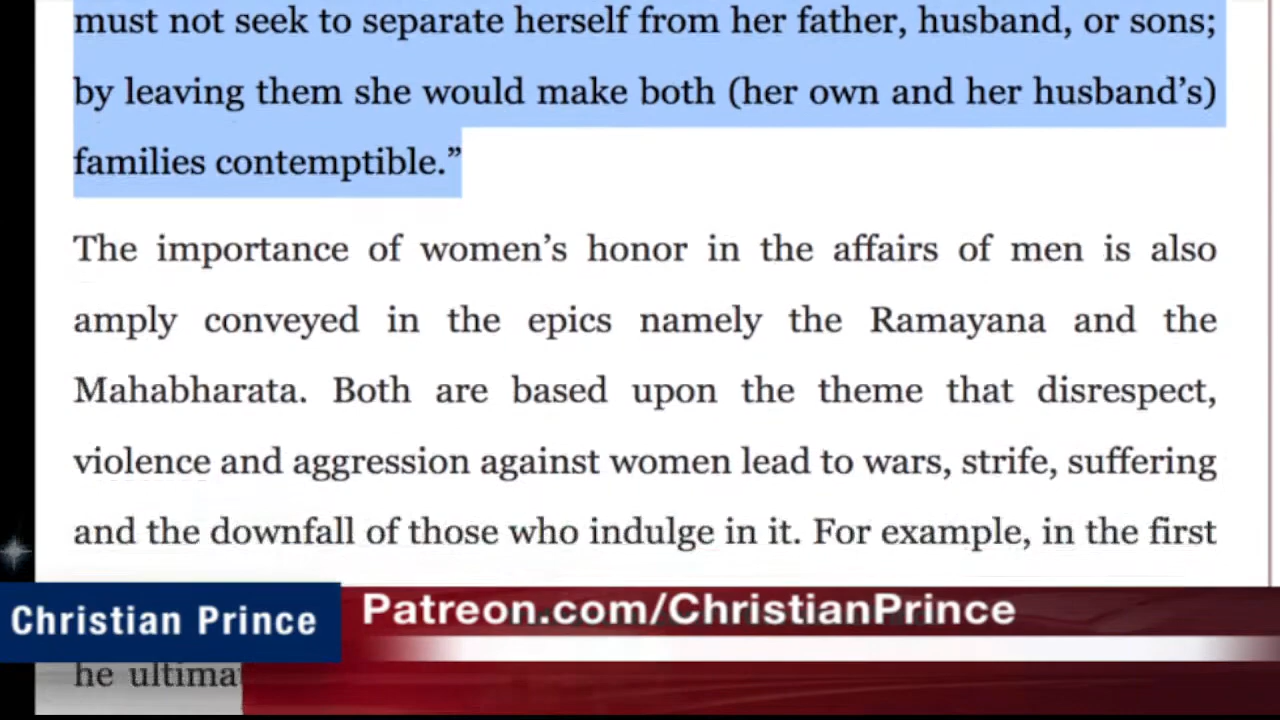 must not seek to separate herself from her father, husband, or sons;
by leaving them she would make both (her own and her husband’s)
families contemptible.”
The importance of women’s honor in the affairs of men is also
amply conveyed in the epics namely the Ramayana and the
Mahabharata. Both are based upon the theme that disrespect,
violence and aggression against women lead to wars, strife, suffering
and the downfall of those who indulge in it. For example, in the first
Christian Prince
Patreon.com/ChristianPrince
he